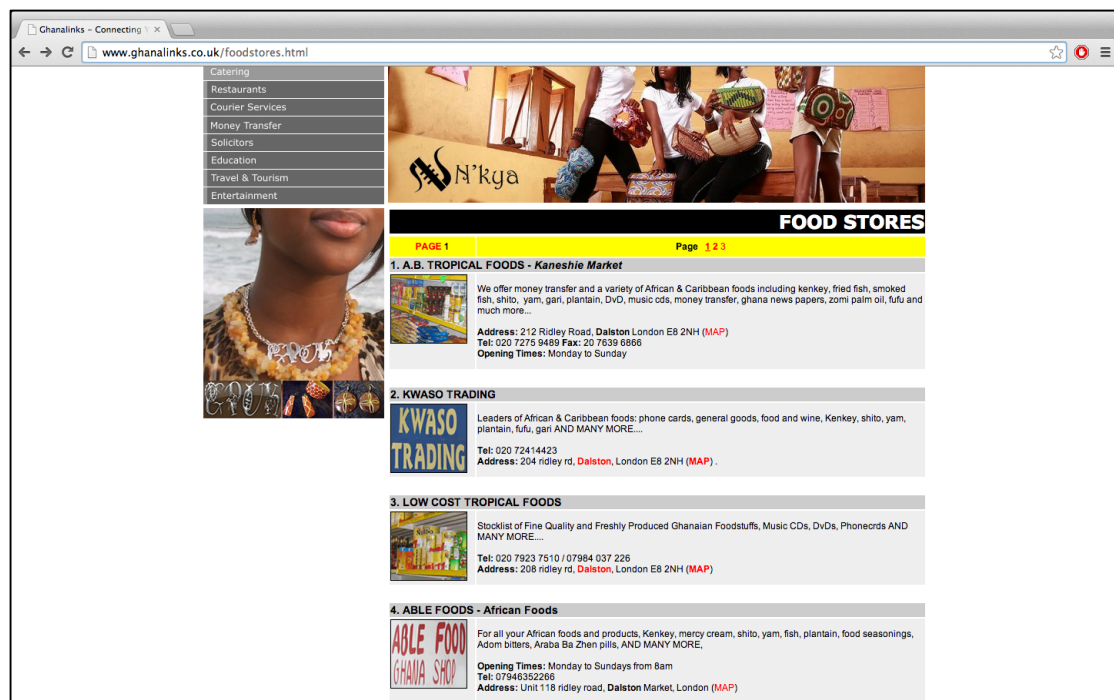 Ghanalinks – Connecting Y
www.ghanalinks.co.uk/foodstores.html
Catering
Restaurants
Courier Services
Money Transfer
Solicitors
Education
Travel & Tourism
Entertainment
N'kya
FOOD STORES
PAGE 1
Page 1 2 3
1. A.B. TROPICAL FOODS - Kaneshie Market
We offer money transfer and a variety of African & Caribbean foods including kenkey, fried fish, smoked
fish, shito, yam, gari, plantain, DvD, music cds, money transfer, ghana news papers, zomi palm oil, fufu and
much more...
Address: 212 Ridley Road, Dalston London E8 2NH (MAP)
Tel: 020 7275 9489 Fax: 20 7639 6866
Opening Times: Monday to Sunday
2. KWASO TRADING
KWASO
TRADING
Leaders of African & Caribbean foods: phone cards, general goods, food and wine, Kenkey, shito, yam,
plantain, fufu, gari AND MANY MORE....
Tel: 020 72414423
Address: 204 ridley rd, Dalston, London E8 2NH (MAP) .
3. LOW COST TROPICAL FOODS
Stocklist of Fine Quality and Freshly Produced Ghanaian Foodstuffs, Music CDs, DvDs, Phonecrds AND
MANY MORE....
Tel: 020 7923 7510 / 07984 037 226
Address: 208 ridley rd, Dalston, London E8 2NH (MAP)
4. ABLE FOODS - African Foods
ABLE FOOD
GHANA SHOP
For all your African foods and products, Kenkey, mercy cream, shito, yam, fish, plantain, food seasonings,
Adom bitters, Araba Ba Zhen pills, AND MANY MORE,
Opening Times: Monday to Sundays from 8am
Tel: 07946352266
Address: Unit 118 ridley road, Dalston Market, London (MAP)